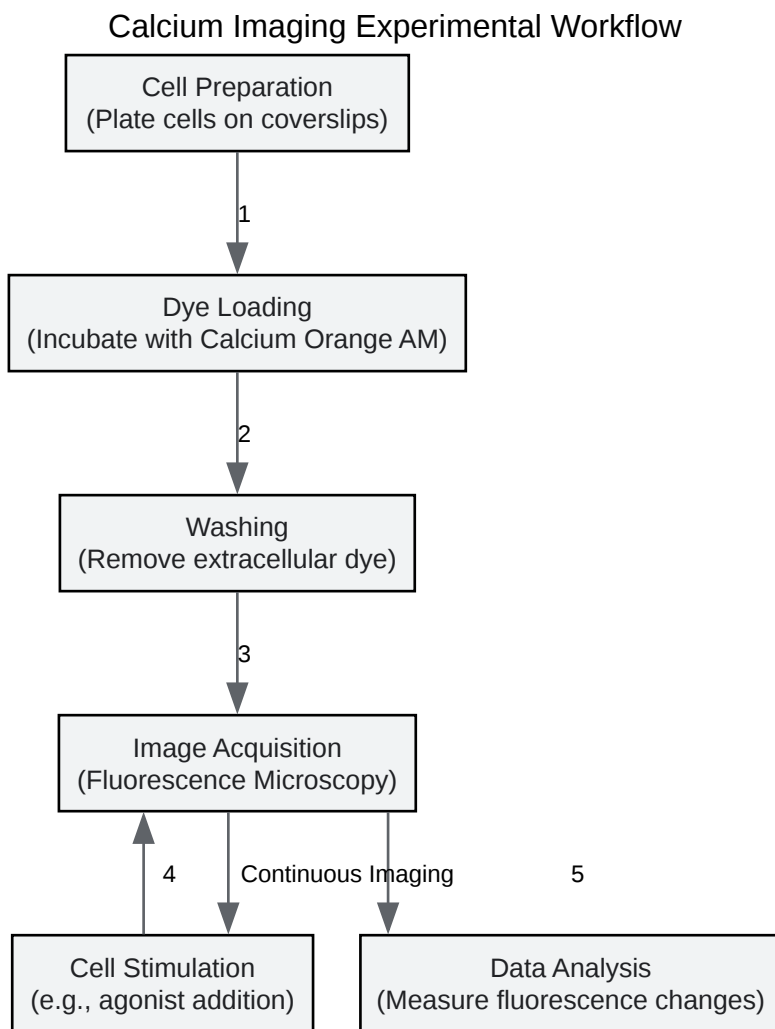 Calcium Imaging Experimental Workflow
Cell Preparation
(Plate cells on coverslips)
1
Dye Loading
(Incubate with Calcium Orange AM)
2
Washing
(Remove extracellular dye)
3
Image Acquisition
(Fluorescence Microscopy)
4
Continuous Imaging
5
Cell Stimulation
(e.g., agonist addition)
Data Analysis
(Measure fluorescence changes)